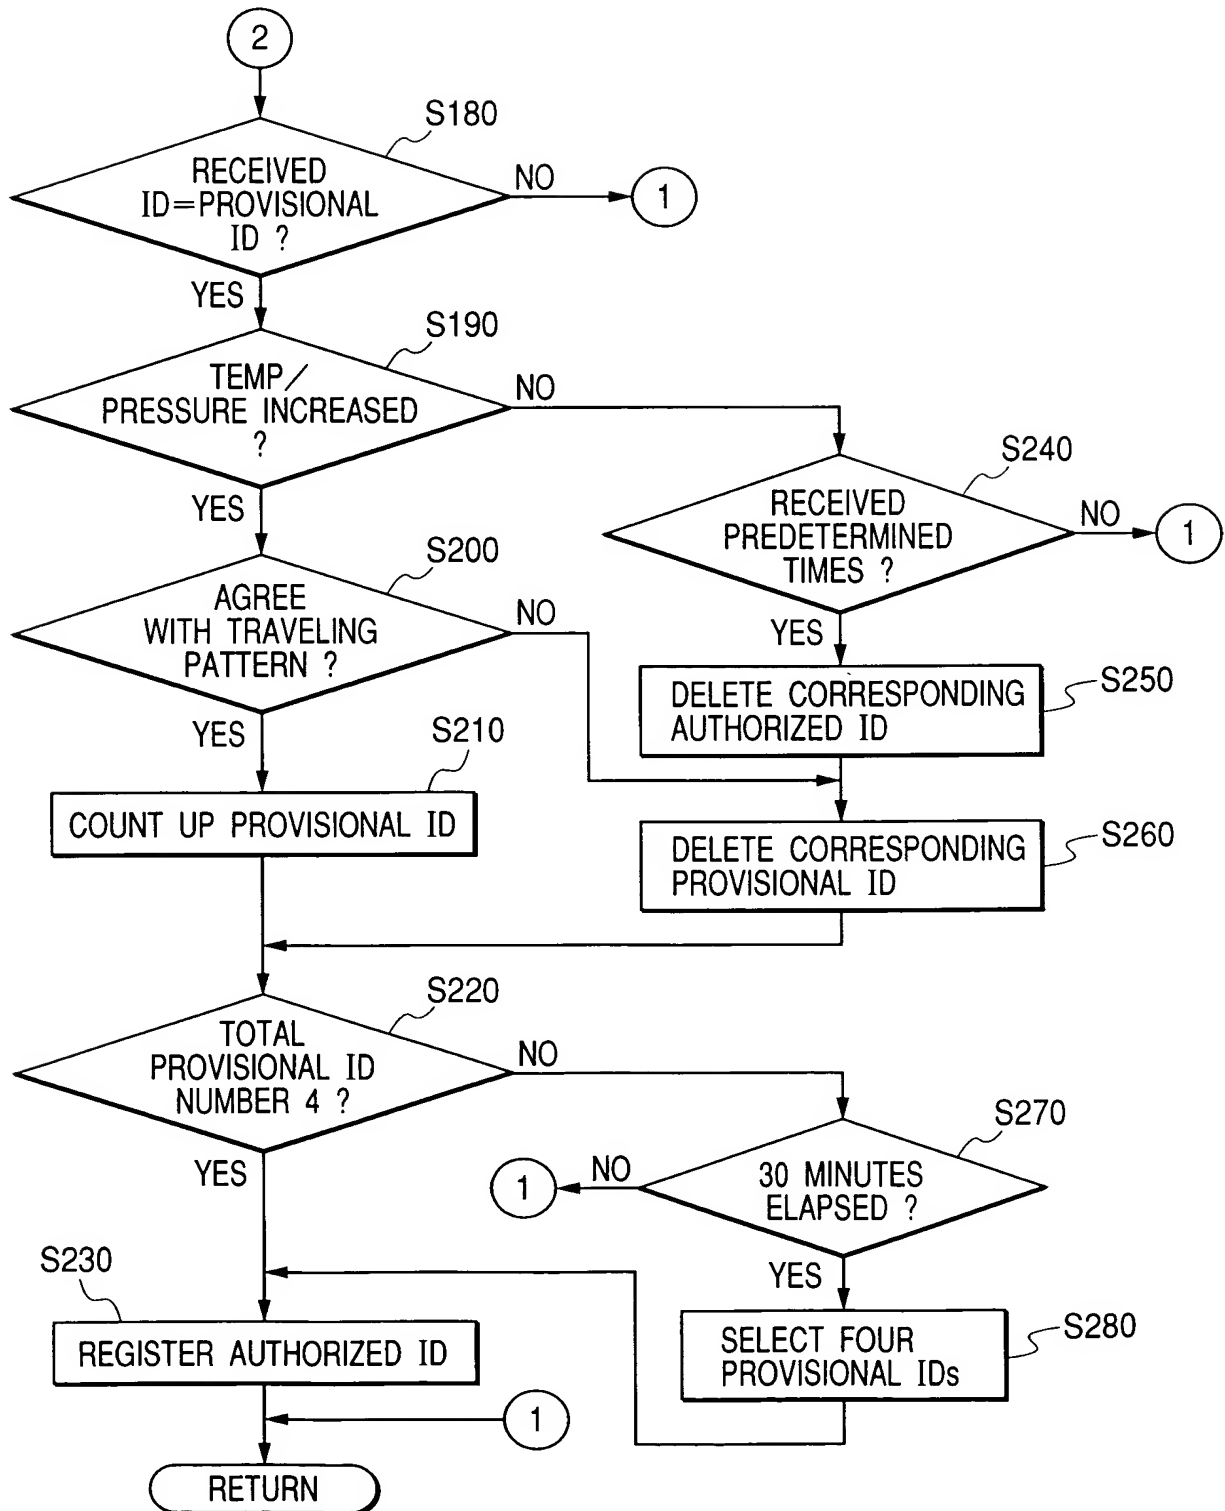 2
S180
RECEIVED
ID=PROVISIONAL
ID ?
NO
1
YES
S190
TEMP/
PRESSURE INCREASED
?
NO
YES
S240
RECEIVED
PREDETERMINED
TIMES ?
NO
1
YES
S200
AGREE
WITH TRAVELING
PATTERN ?
NO
YES
S250
DELETE CORRESPONDING
AUTHORIZED ID
S210
COUNT UP PROVISIONAL ID
S260
DELETE CORRESPONDING
PROVISIONAL ID
S220
TOTAL
PROVISIONAL ID
NUMBER 4 ?
NO
YES
S270
30 MINUTES
ELAPSED ?
NO
1
YES
S230
REGISTER AUTHORIZED ID
S280
SELECT FOUR
PROVISIONAL IDs
1
RETURN